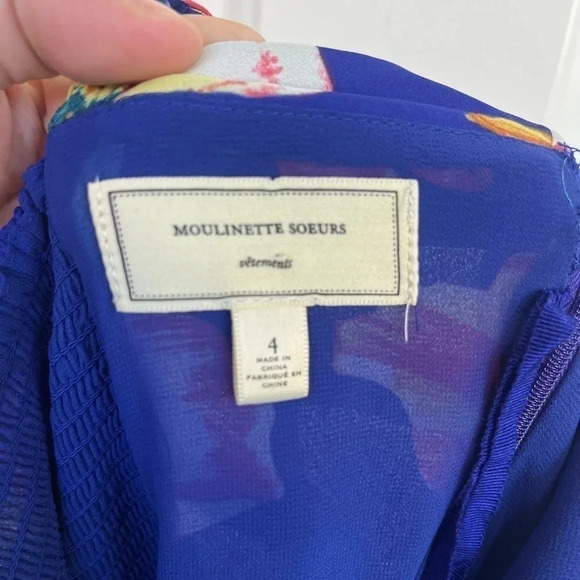 MOULINETTE SOEURS
vêtements
4
MADE IN
CHINA
FABRIQUÉ EN
CHINE